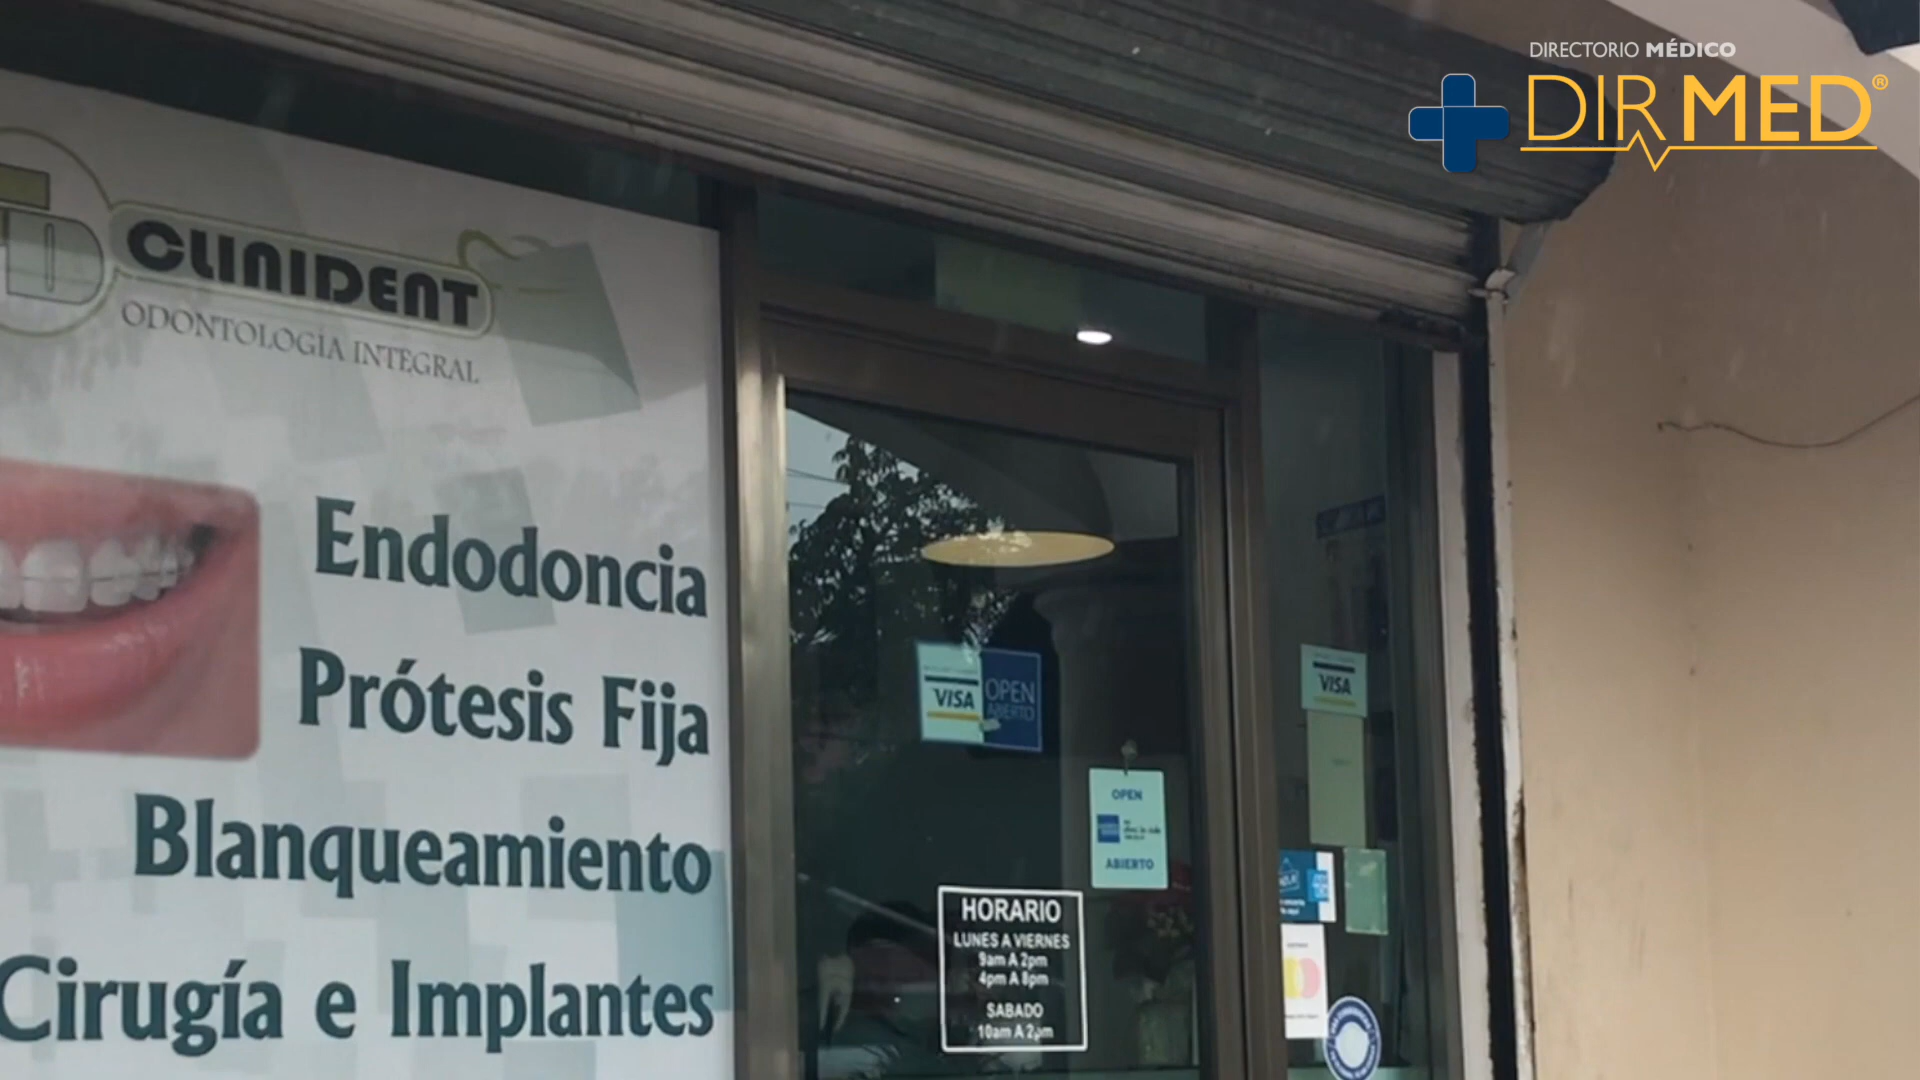 DIRECTORIO MÉDICO
DIRMED®
CLINIDENT
ODONTOLOGÍA INTEGRAL
Endodoncia
Prótesis Fija
Blanqueamiento
Cirugía e Implantes
VISA
OPEN
ABIERTO
VISA
OPEN
ABIERTO
HORARIO
LUNES A VIERNES
9am A 2pm
4pm A 8pm
SABADO
10am A 2pm